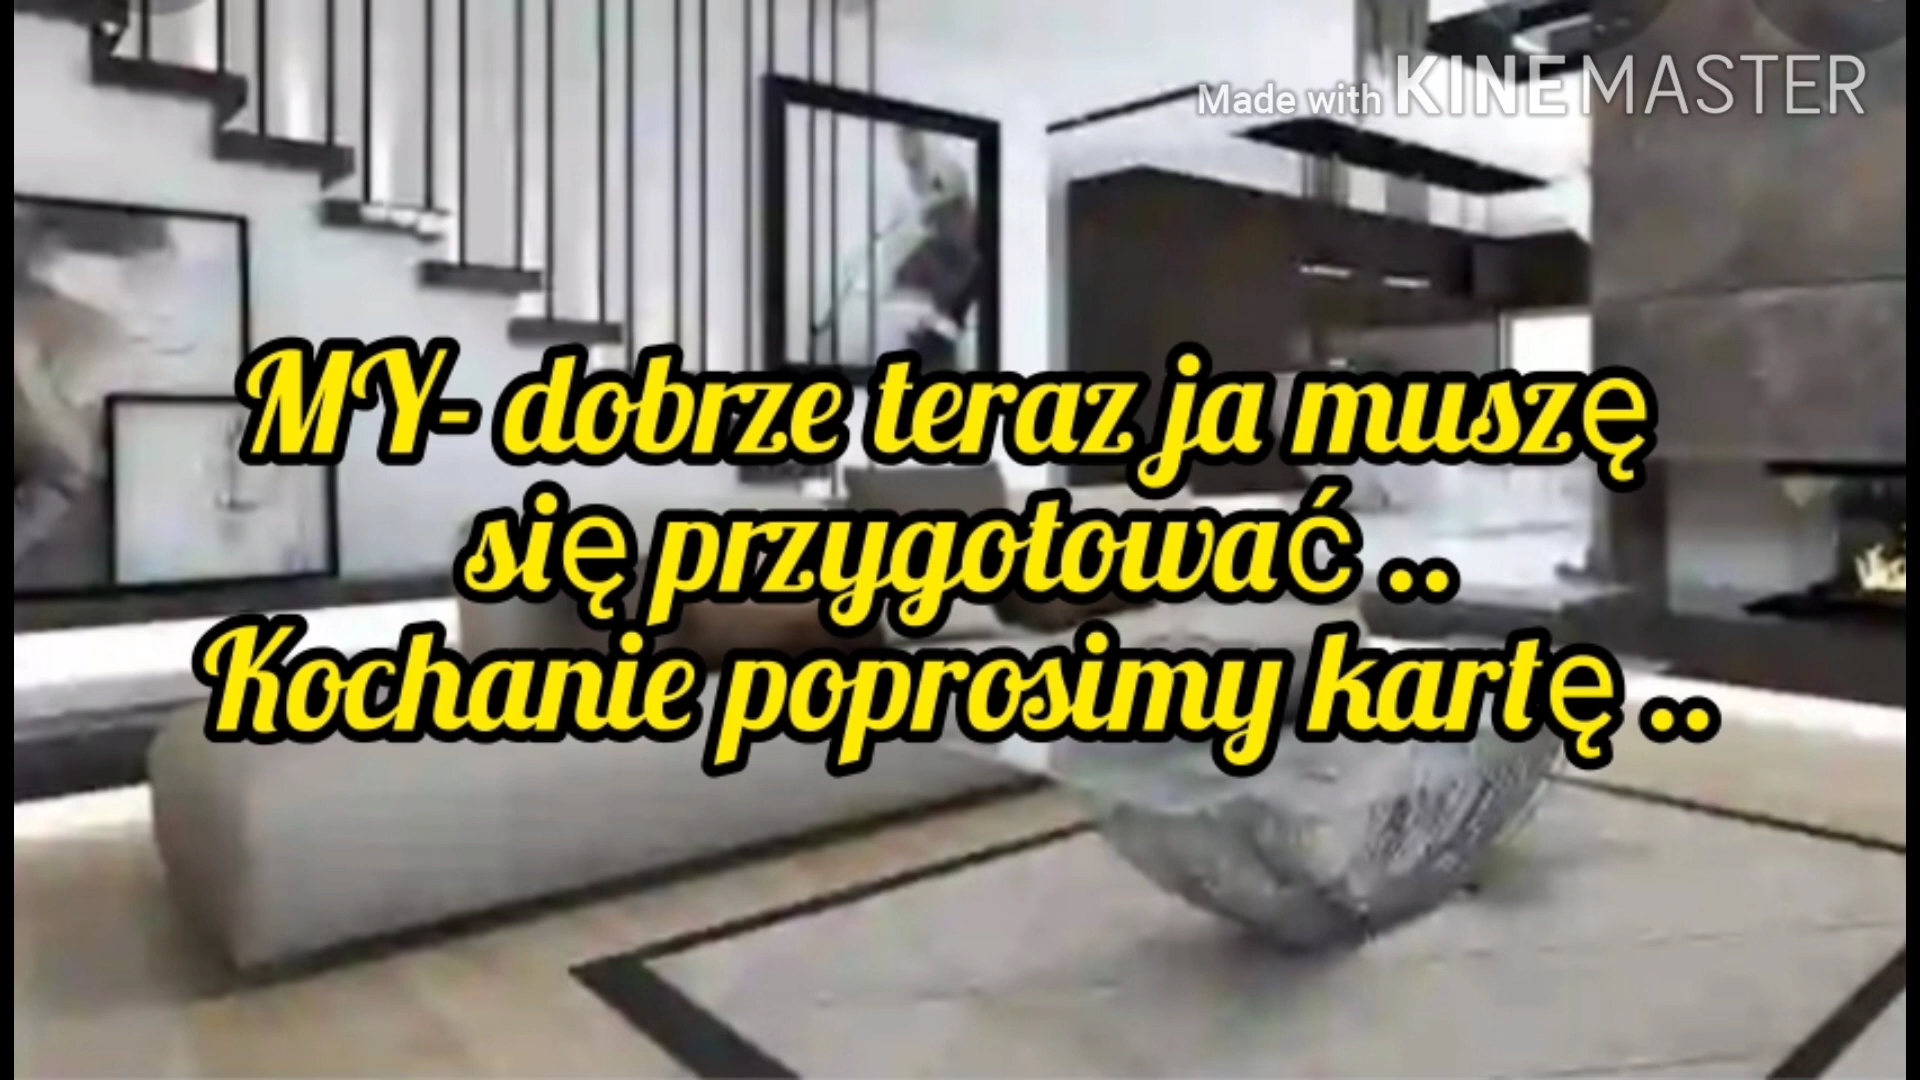 Made with KINEMASTER
MY- dobrze teraz ja muszę
się przygotować ..
Kochanie poprosimy kartę ..